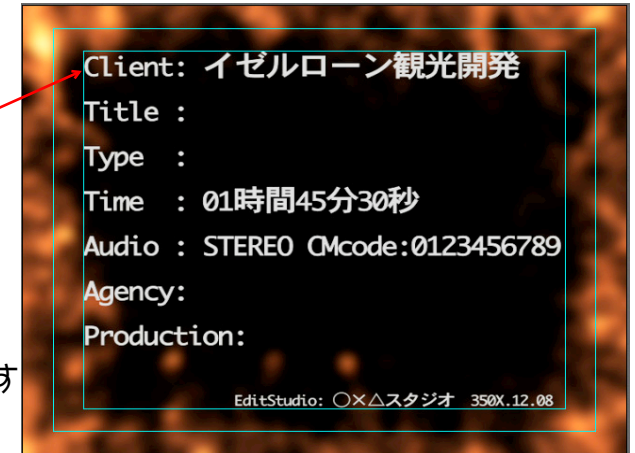 Client: イゼルローン観光開発
Title :
Type  :
Time  : 01時間45分30秒
Audio : STEREO CMcode:0123456789
Agency:
Production:
す
EditStudio: ○×△スタジオ 350X.12.08